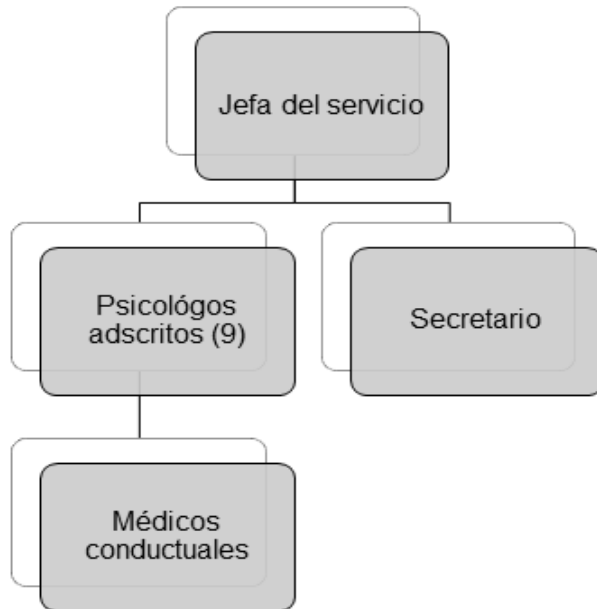 Jefa del servicio
Psicológos
adscritos (9)
Secretario
Médicos
conductuales